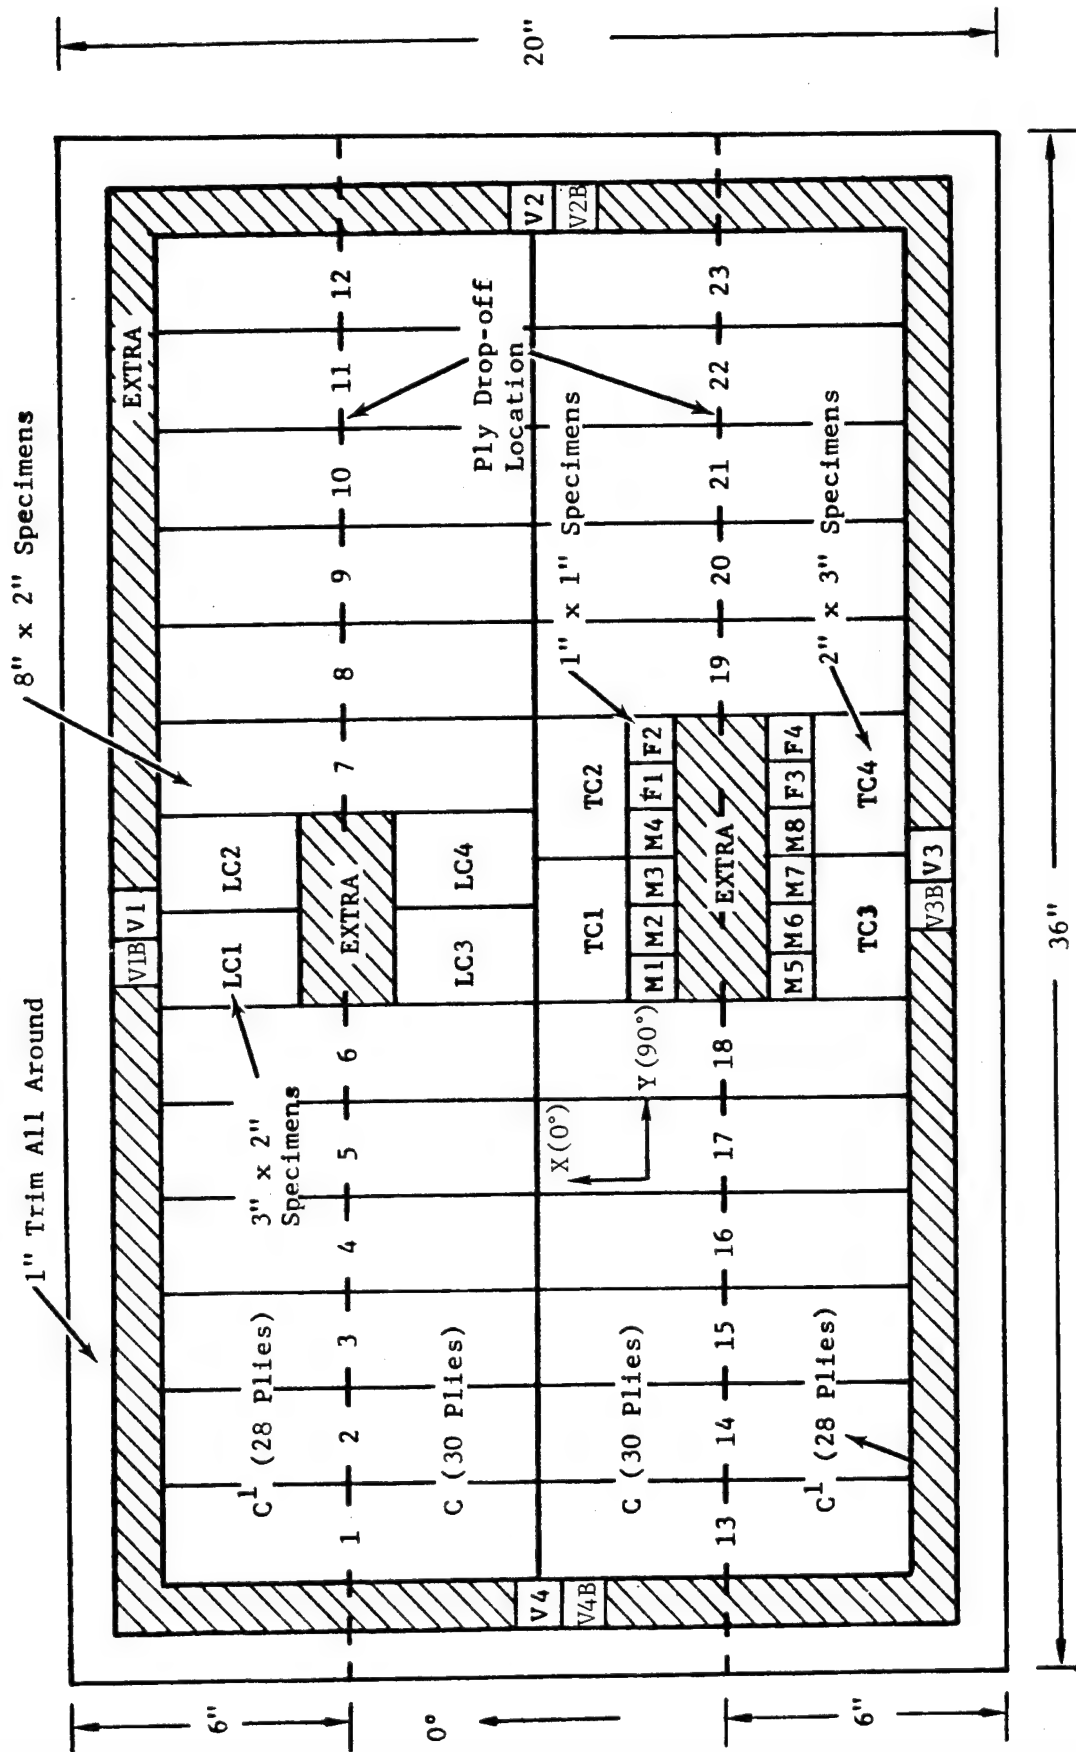 1" Trim All Around
8" x 2" Specimens
20"
V1B
V1
EXTRA
3" x 2"
Specimens
LC1
LC2
C¹ (28 Plies)
1
2
3
4
5
6
EXTRA
7
8
9
10
11
12
C (30 Plies)
LC3
LC4
Ply Drop-off
Location
V4
V4B
V2
V2B
X(0°)
Y(90°)
TC1
TC2
1" x 1" Specimens
C (30 Plies)
M1
M2
M3
M4
F1
F2
13
14
15
16
17
18
EXTRA
19
20
21
22
23
M5
M6
M7
M8
F3
F4
C¹ (28 Plies)
TC3
TC4
2" x 3" Specimens
V3B
V3
6"
0°
6"
36"